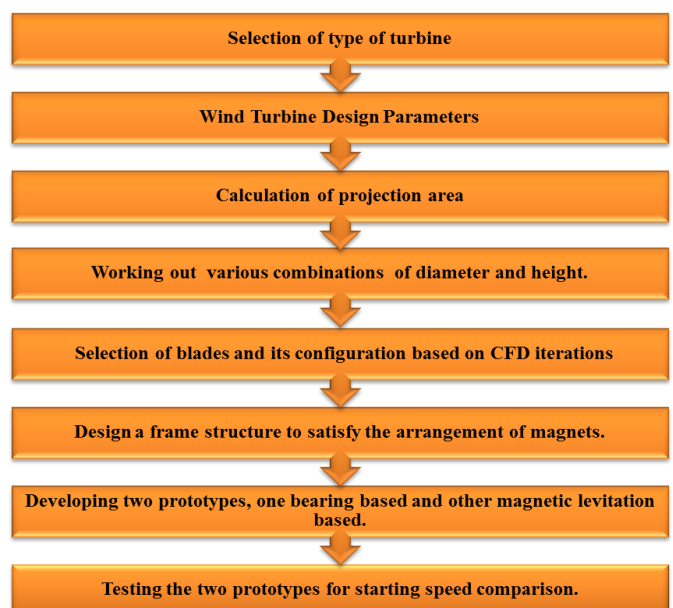 Selection of type of turbine
Wind Turbine Design Parameters
Calculation of projection area
Working out various combinations of diameter and height.
Selection of blades and its configuration based on CFD iterations
Design a frame structure to satisfy the arrangement of magnets.
Developing two prototypes, one bearing based and other magnetic levitation
based.
Testing the two prototypes for starting speed comparison.